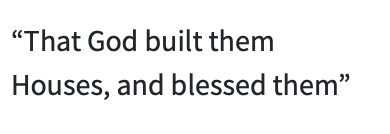 “That God built them
Houses, and blessed them”